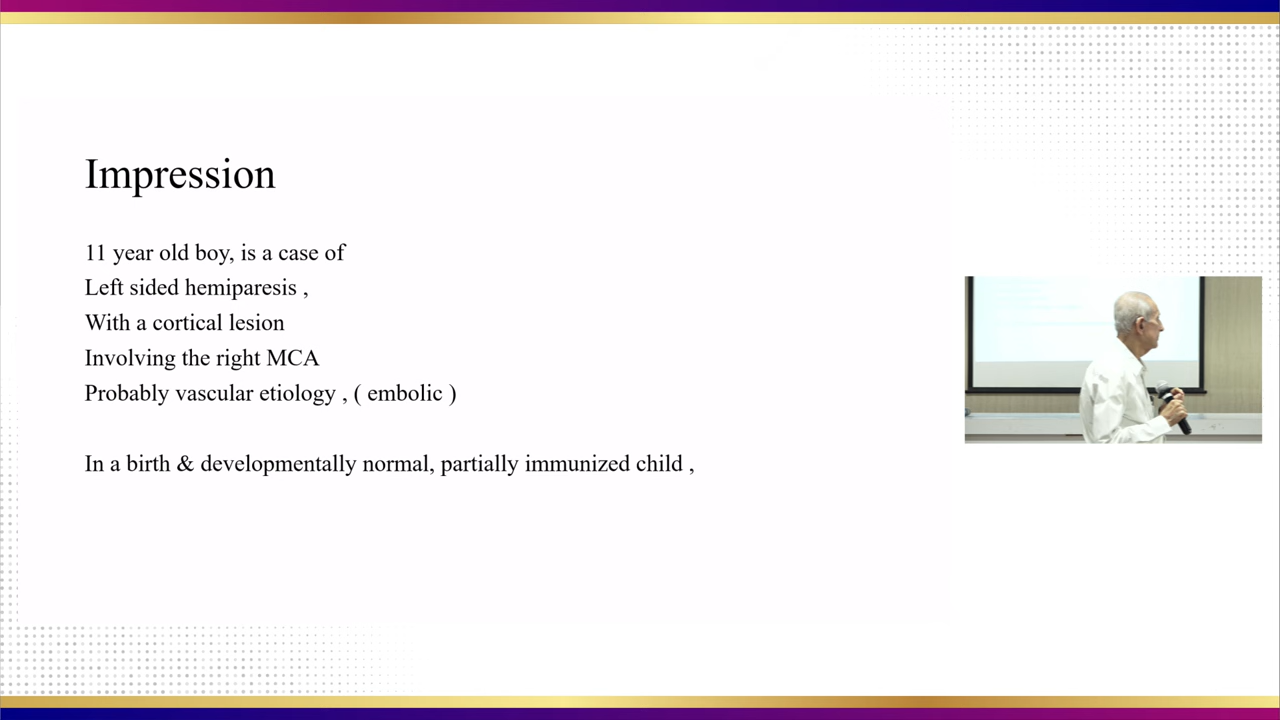 Impression
11 year old boy, is a case of
Left sided hemiparesis ,
With a cortical lesion
Involving the right MCA
Probably vascular etiology , ( embolic )
In a birth & developmentally normal, partially immunized child ,